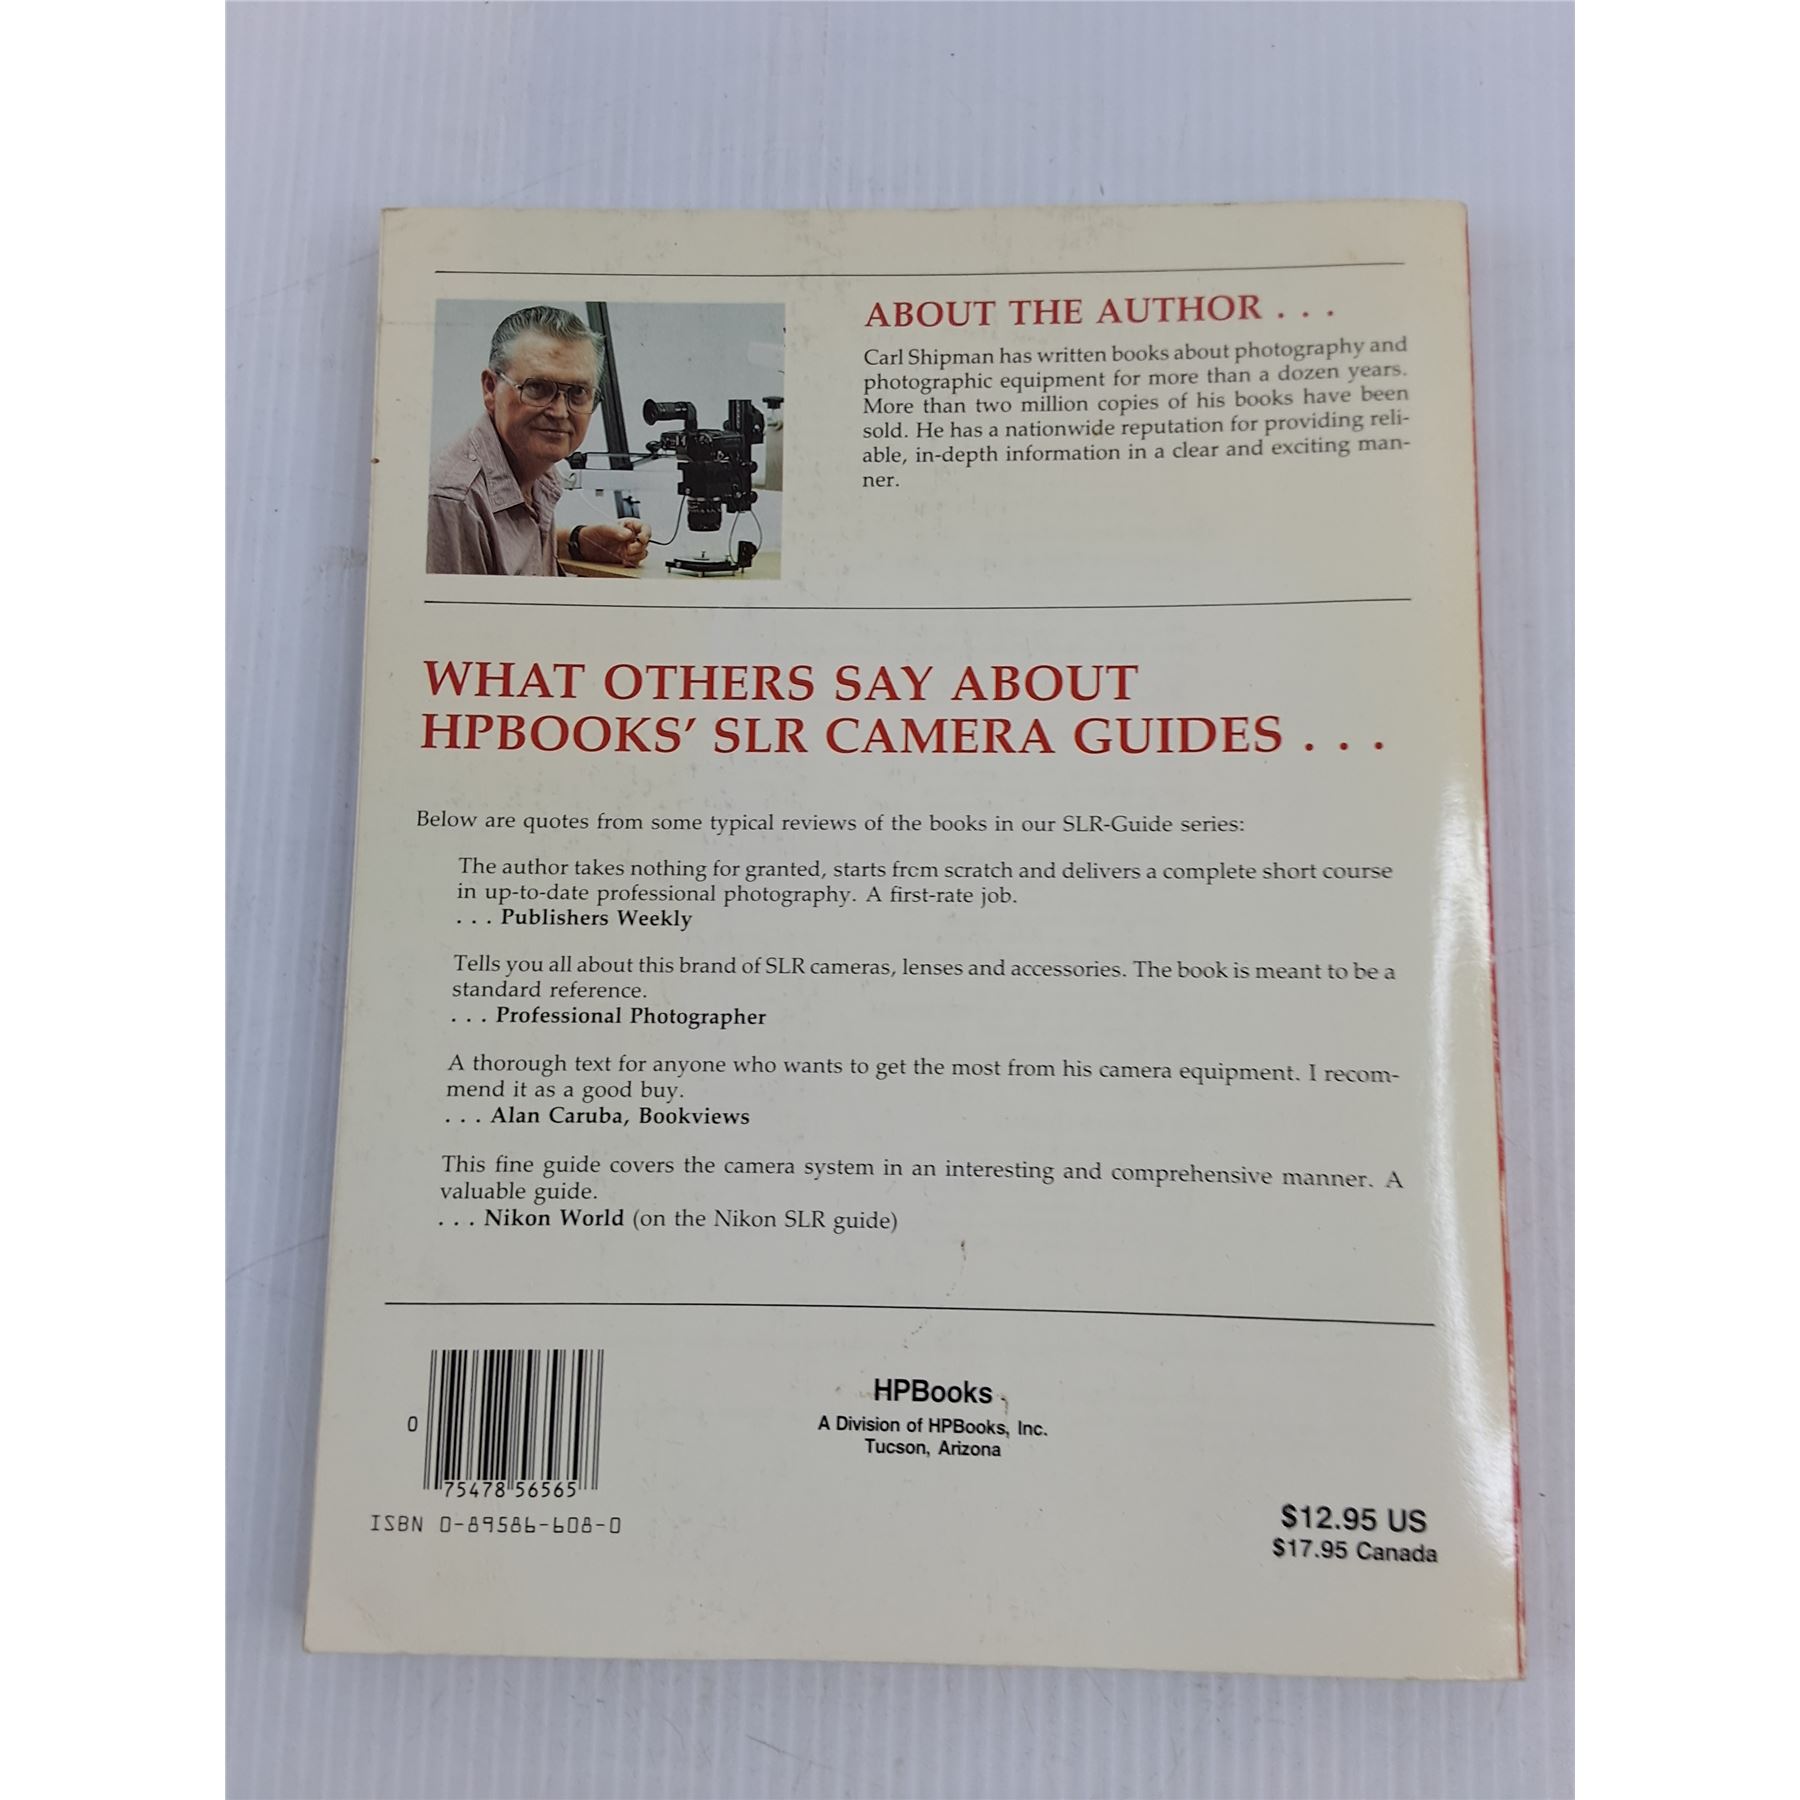 ABOUT THE AUTHOR . . .
Carl Shipman has written books about photography and
photographic equipment for more than a dozen years.
More than two million copies of his books have been
sold. He has a nationwide reputation for providing reli-
able, in-depth information in a clear and exciting man-
ner.
WHAT OTHERS SAY ABOUT
HPBOOKS' SLR CAMERA GUIDES . . .
Below are quotes from some typical reviews of the books in our SLR-Guide series:
The author takes nothing for granted, starts from scratch and delivers a complete short course
in up-to-date professional photography. A first-rate job.
. . . Publishers Weekly
Tells you all about this brand of SLR cameras, lenses and accessories. The book is meant to be a
standard reference.
. . . Professional Photographer
A thorough text for anyone who wants to get the most from his camera equipment. I recom-
mend it as a good buy.
. . . Alan Caruba, Bookviews
This fine guide covers the camera system in an interesting and comprehensive manner. A
valuable guide.
. . . Nikon World (on the Nikon SLR guide)
0
75478 56565
ISBN 0-89586-608-0
HPBooks
A Division of HPBooks, Inc.
Tucson, Arizona
$12.95 US
$17.95 Canada